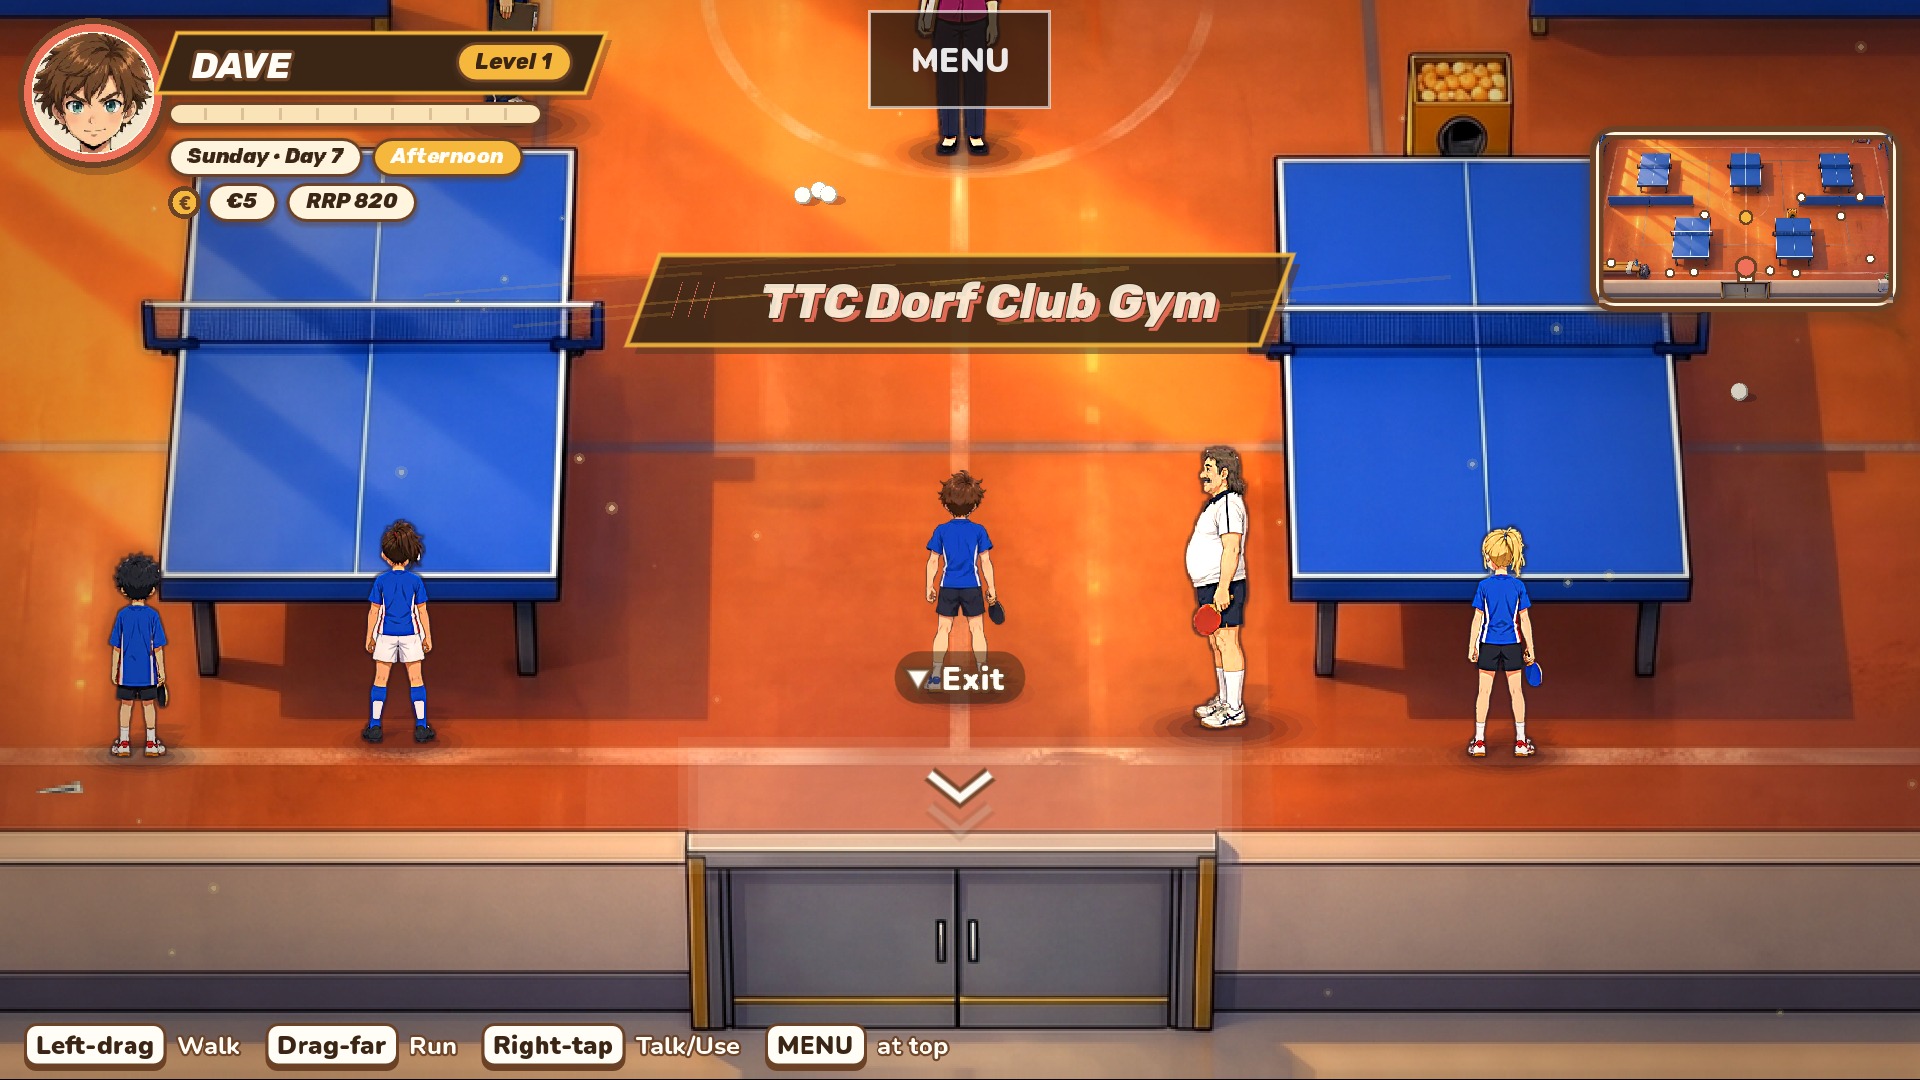 DAVE
Level 1
MENU
Sunday • Day 7
Afternoon
€
€5
RRP 820
TTC Dorf Club Gym
Exit
Left-drag Walk Drag-far Run Right-tap Talk/Use MENU at top